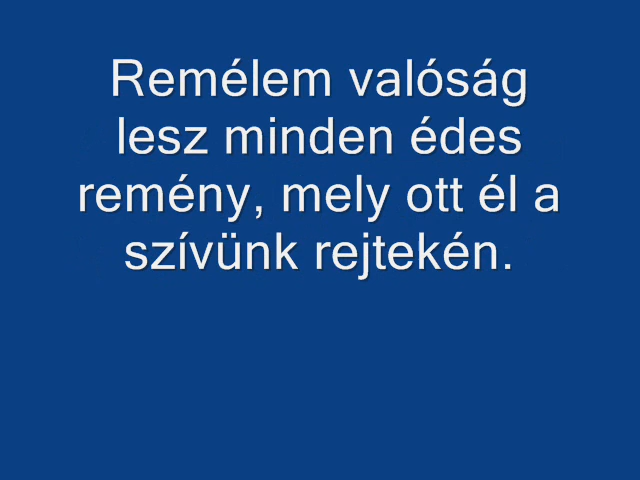 Remélem valóság
lesz minden édes
remény, mely ott él a
szívünk rejtekén.